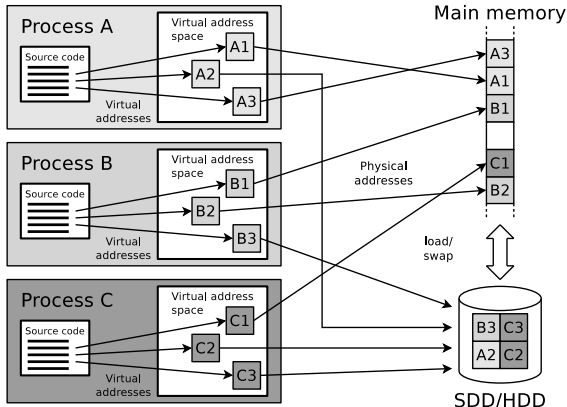 Process A
Source code
Virtual
addresses
Virtual address
space
A1
A2
A3
Process B
Source code
Virtual
addresses
Virtual address
space
B1
B2
B3
Process C
Source code
Virtual
addresses
Virtual address
space
C1
C2
C3
Physical
addresses
Main memory
A3
A1
B1
C1
B2
load/
swap
B3 C3
A2 C2
SDD/HDD